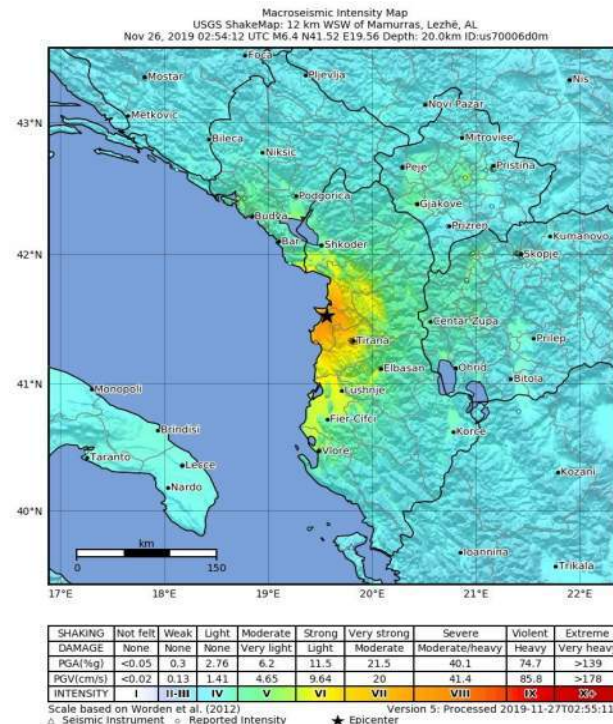 Macroseismic Intensity Map
USGS ShakeMap: 12 km WSW of Mamurras, Lezhë, AL
Nov 26, 2019 02:54:12 UTC M6.4 N41.52 E19.56 Depth: 20.0km ID:us70006d0m
Foca
Mostar
Pljevlja
Nis
43°N
Metkovic
Novi Pazar
Bileca
Mitrovice
Niksic
Peje
Pristina
Podgorica
Gjakove
Budva
Prizren
Kumanovo
42°N
Bar
Shkoder
Skopje
Centar Zupa
Tirana
Prilep
41°N
Elbasan
Ohrid
Bitola
Monopoli
Lushnje
Brindisi
Fier-Cifci
Korce
Taranto
Lecce
Vlore
Nardo
Kozani
40°N
km
0 150
Ioannina
Trikala
17°E 18°E 19°E 20°E 21°E 22°E
SHAKING Not felt Weak Light Moderate Strong Very strong Severe Violent Extreme
DAMAGE None None None Very light Light Moderate Moderate/heavy Heavy Very heav
PGA(%g) <0.05 0.3 2.76 6.2 11.5 21.5 40.1 74.7 >139
PGV(cm/s) <0.02 0.13 1.41 4.65 9.64 20 41.4 85.8 >178
INTENSITY I II-III IV V VI VII VIII IX X+
Scale based on Worden et al. (2012) Version 5: Processed 2019-11-27T02:55:1
△ Seismic Instrument ○ Reported Intensity ★ Epicenter